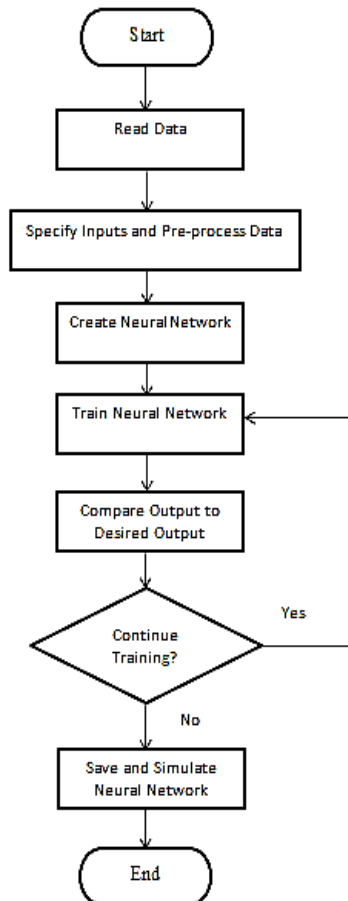 Start
Read Data
Specify Inputs and Pre-process Data
Create Neural Network
Train Neural Network
Compare Output to
Desired Output
Continue
Training?
Yes
No
Save and Simulate
Neural Network
End